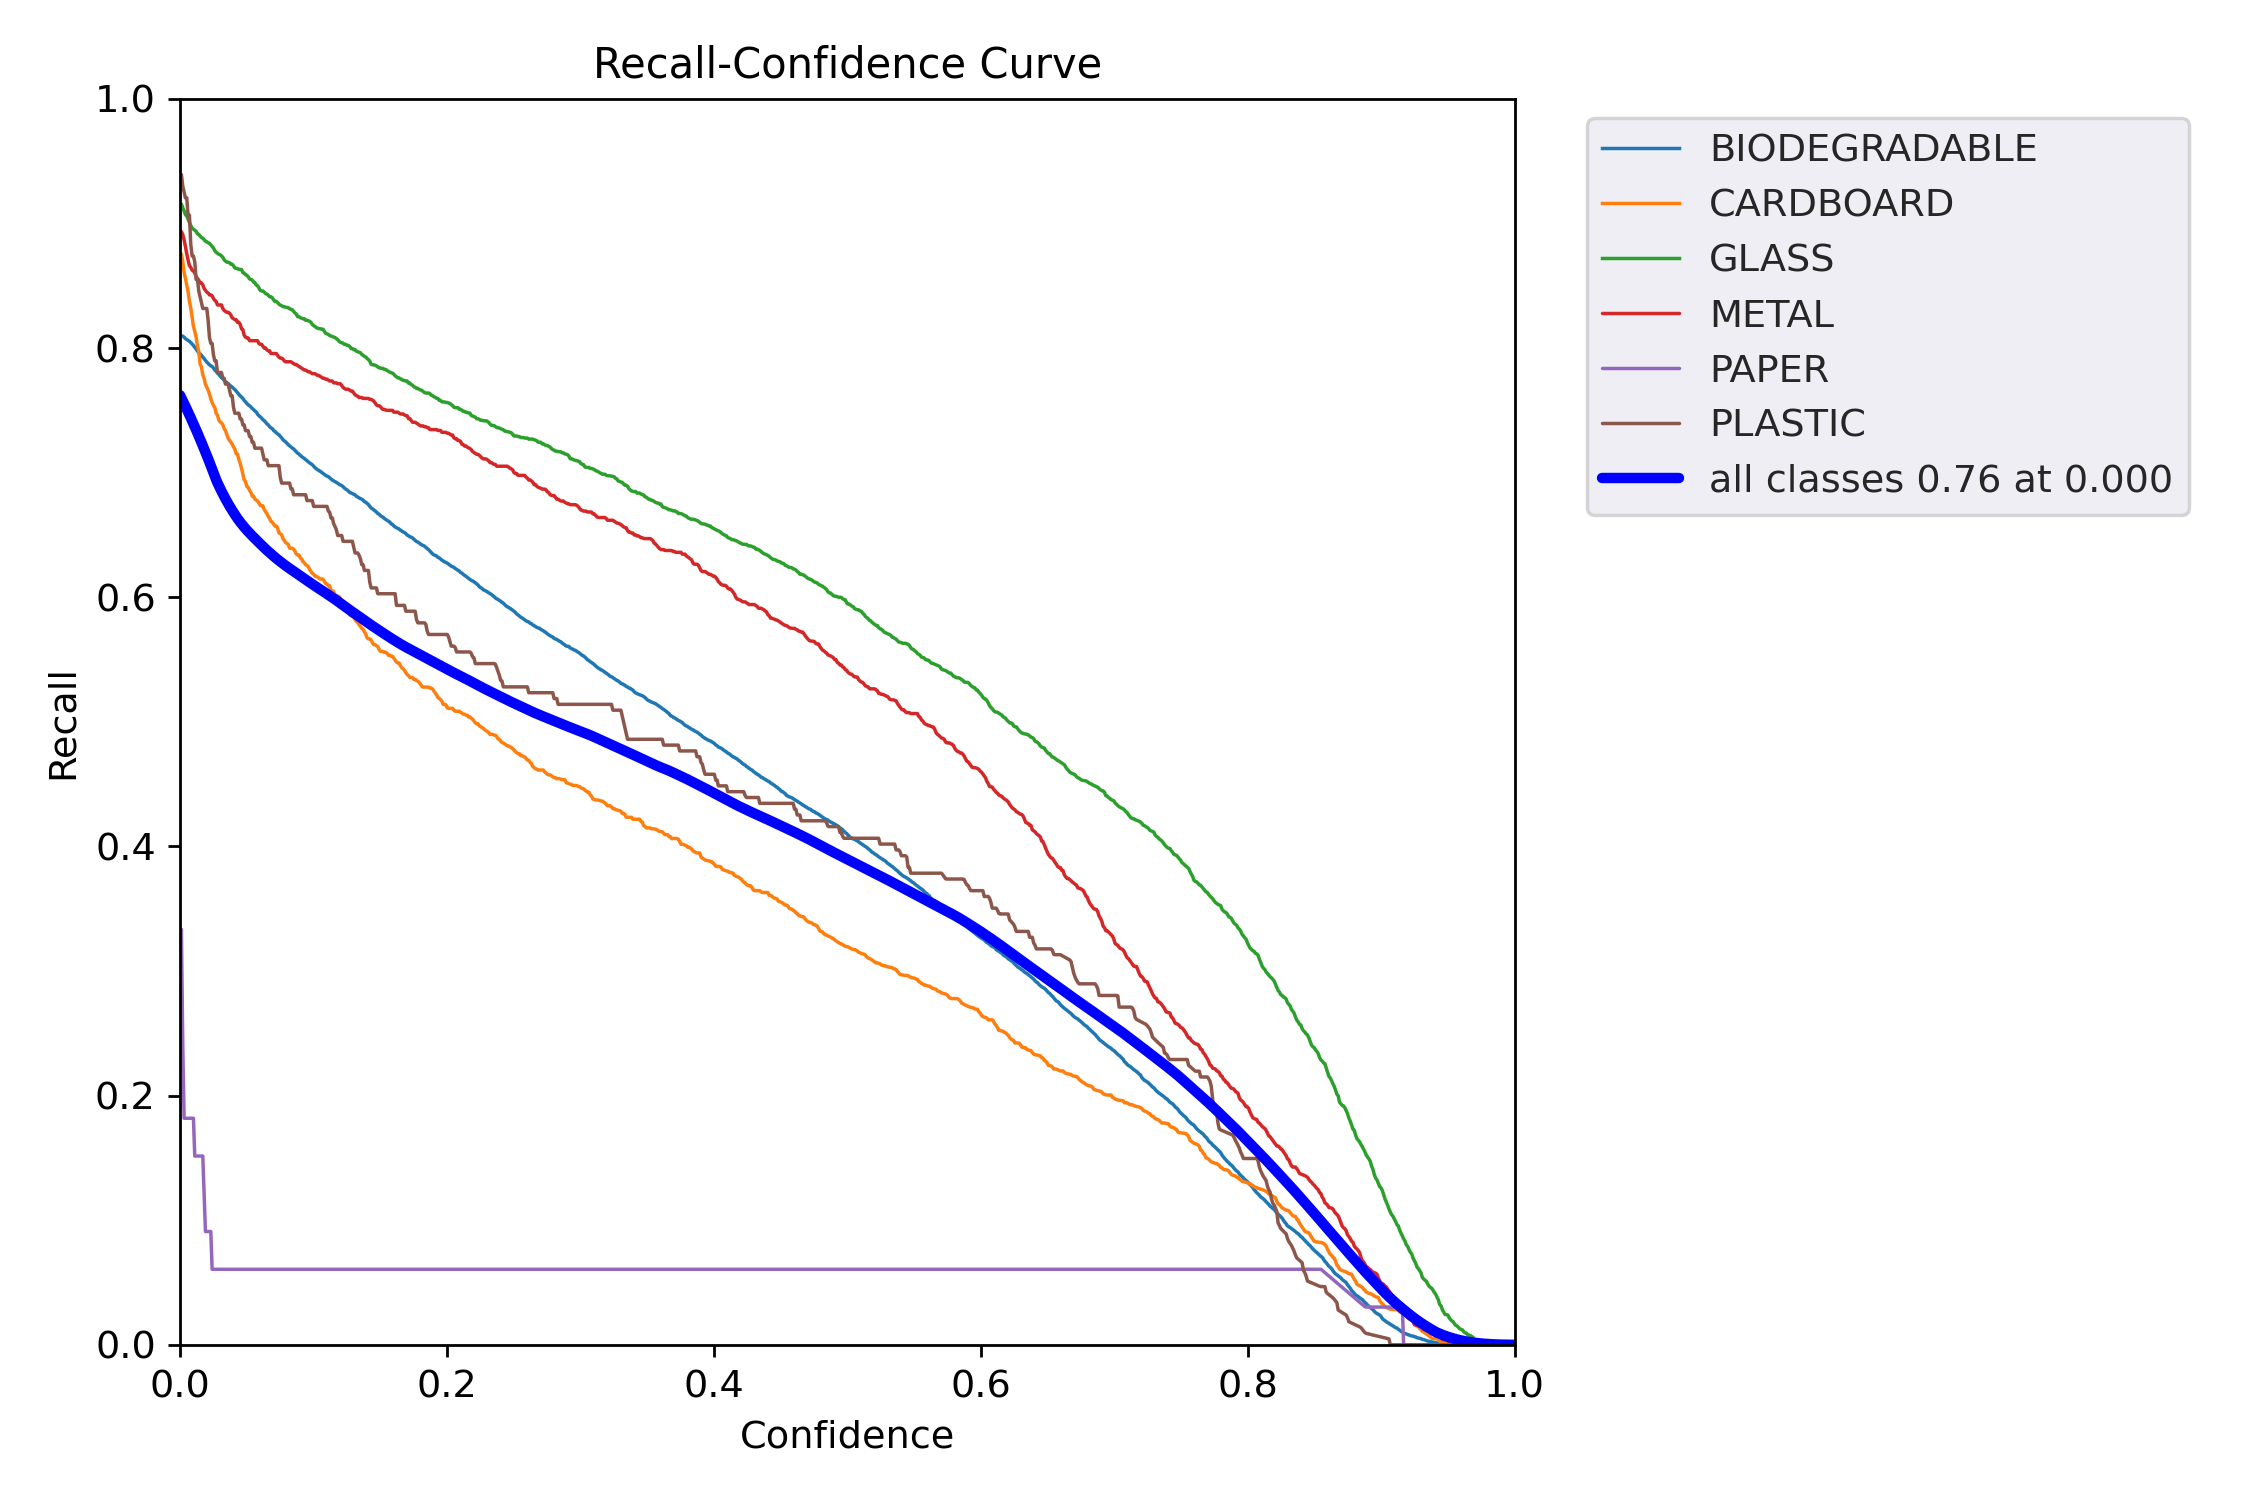 Recall-Confidence Curve
1.0
0.8
0.6
0.4
0.2
0.0
Recall
0.0 0.2 0.4 0.6 0.8 1.0
Confidence
BIODEGRADABLE
CARDBOARD
GLASS
METAL
PAPER
PLASTIC
all classes 0.76 at 0.000